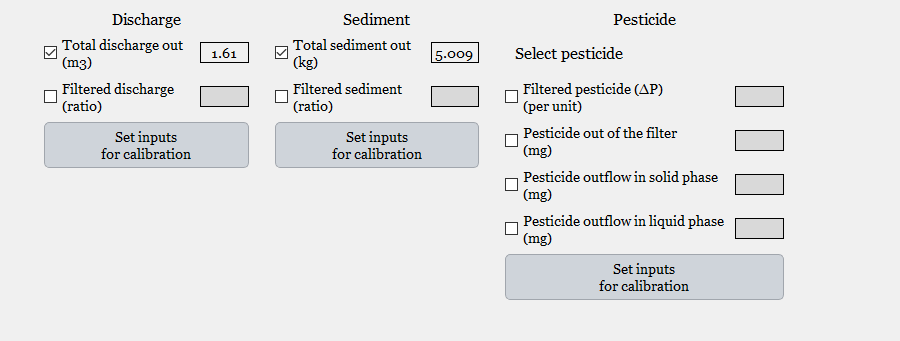 Discharge
Total discharge out
(m3)
1.61
Filtered discharge
(ratio)
Set inputs
for calibration
Sediment
Total sediment out
(kg)
5.009
Filtered sediment
(ratio)
Set inputs
for calibration
Pesticide
Select pesticide
Filtered pesticide (ΔP)
(per unit)
Pesticide out of the filter
(mg)
Pesticide outflow in solid phase
(mg)
Pesticide outflow in liquid phase
(mg)
Set inputs
for calibration